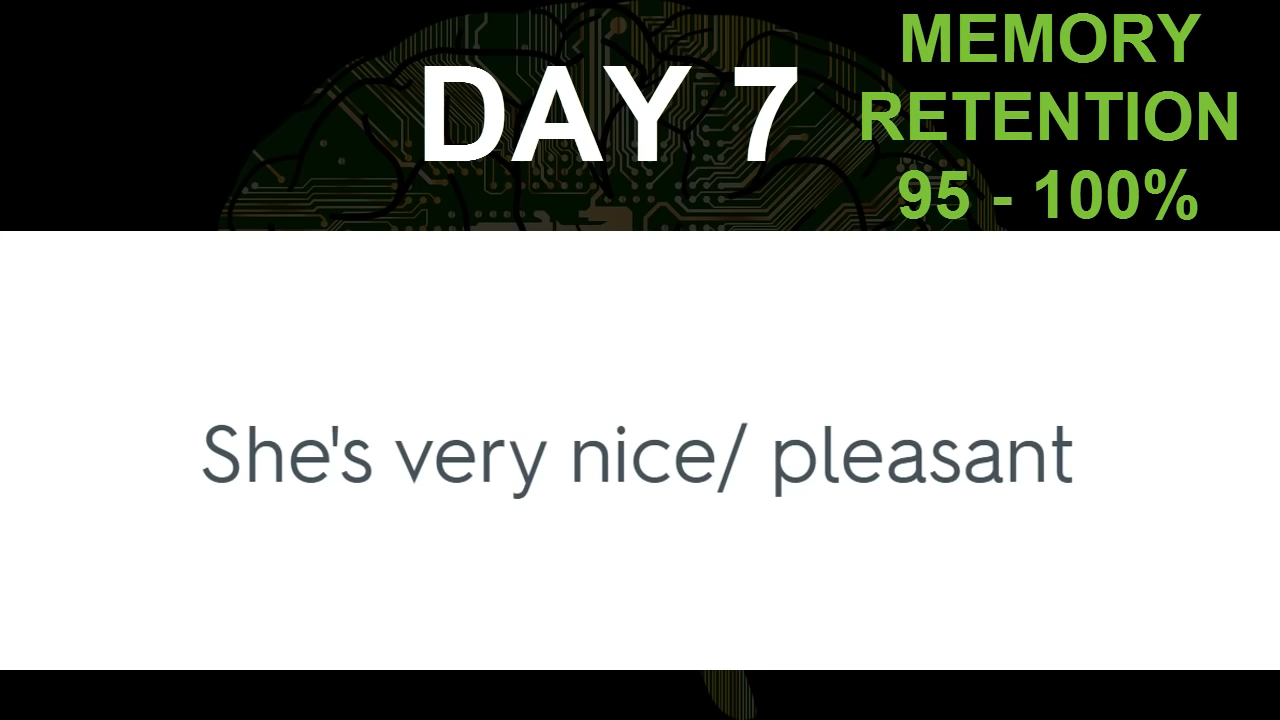 DAY 7
MEMORY
RETENTION
95 - 100%
She's very nice/ pleasant